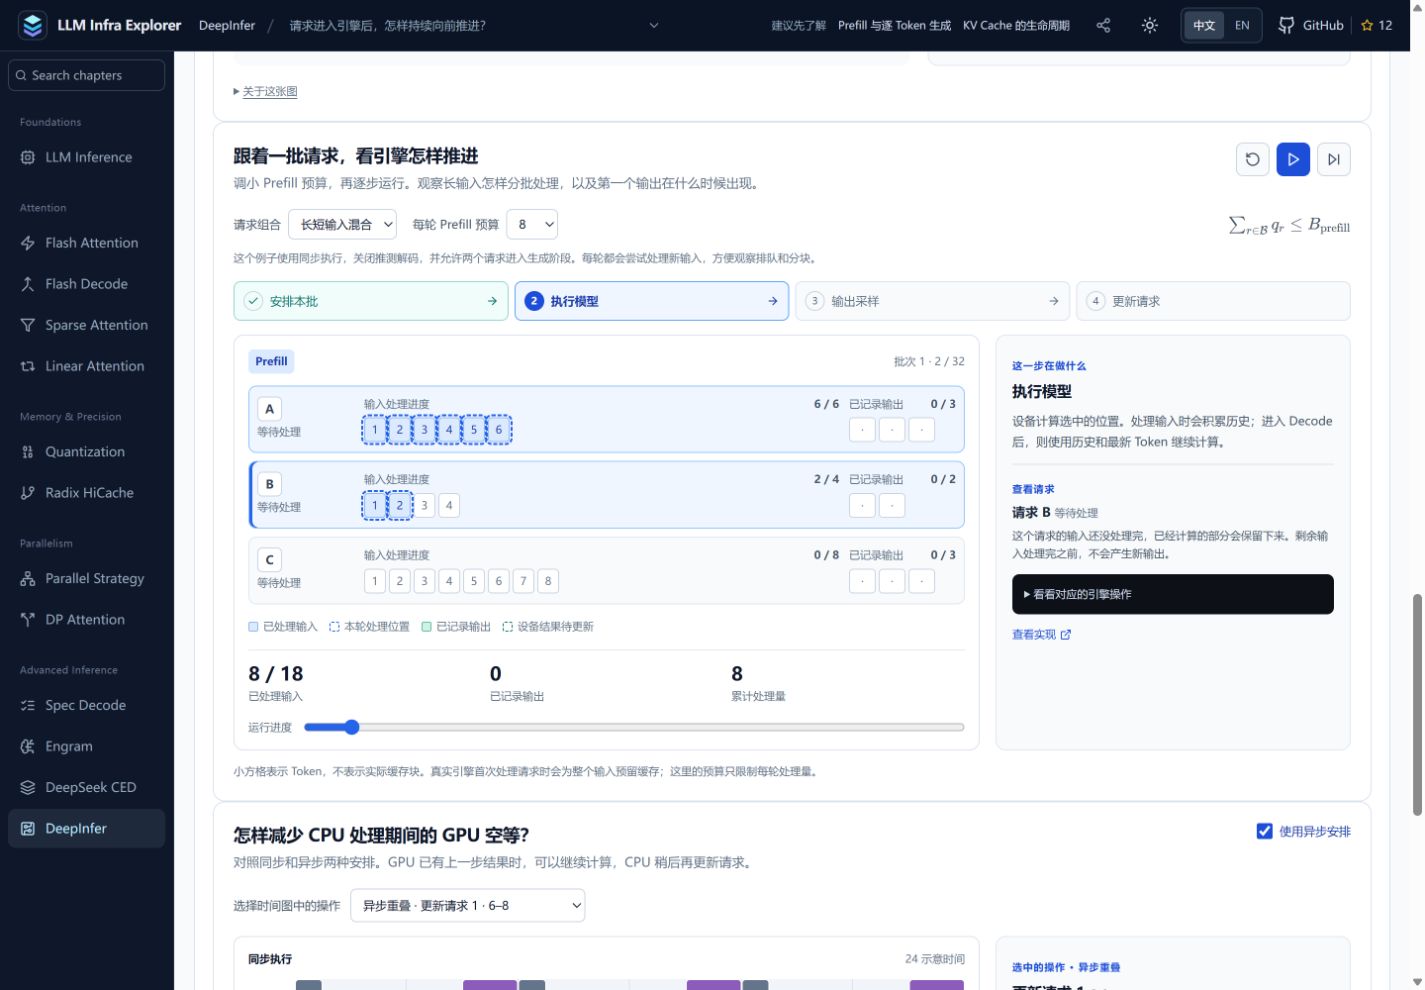 LLM Infra Explorer
DeepInfer / 请求进入引擎后，怎样持续向前推进？
建议先了解 Prefill 与逐 Token 生成 KV Cache 的生命周期
中文 EN GitHub 12
Search chapters
Foundations
LLM Inference
Attention
Flash Attention
Flash Decode
Sparse Attention
Linear Attention
Memory & Precision
Quantization
Radix HiCache
Parallelism
Parallel Strategy
DP Attention
Advanced Inference
Spec Decode
Engram
DeepSeek CED
DeepInfer
关于这张图
跟着一批请求，看引擎怎样推进
调小 Prefill 预算，再逐步运行。观察长输入怎样分批处理，以及第一个输出在什么时候出现。
请求组合 长短输入混合 每轮 Prefill 预算 8
∑r∈𝓑 qr ≤ Bprefill
这个例子使用同步执行，关闭推测解码，并允许两个请求进入生成阶段。每轮都会尝试处理新输入，方便观察排队和分块。
安排本批 →
2 执行模型 →
3 输出采样 →
4 更新请求
Prefill 批次 1 · 2 / 32
A 输入处理进度 6 / 6 已记录输出 0 / 3
等待处理 1 2 3 4 5 6 · · ·
B 输入处理进度 2 / 4 已记录输出 0 / 2
等待处理 1 2 3 4 · ·
C 输入处理进度 0 / 8 已记录输出 0 / 3
等待处理 1 2 3 4 5 6 7 8 · · ·
已处理输入 本轮处理位置 已记录输出 设备结果待更新
8 / 18 0 8
已处理输入 已记录输出 累计处理量
运行进度
这一步在做什么
执行模型
设备计算选中的位置。处理输入时会积累历史；进入 Decode
后，则使用历史和最新 Token 继续计算。
查看请求
请求 B 等待处理
这个请求的输入还没处理完，已经计算的部分会保留下来。剩余输
入处理完之前，不会产生新输出。
看看对应的引擎操作
查看实现
小方格表示 Token，不表示实际缓存块。真实引擎首次处理请求时会为整个输入预留缓存；这里的预算只限制每轮处理量。
怎样减少 CPU 处理期间的 GPU 空等？
使用异步安排
对照同步和异步两种安排。GPU 已有上一步结果时，可以继续计算，CPU 稍后再更新请求。
选择时间图中的操作 异步重叠 · 更新请求 1 · 6–8
同步执行 24 示意时间
选中的操作 · 异步重叠
更新请求 1